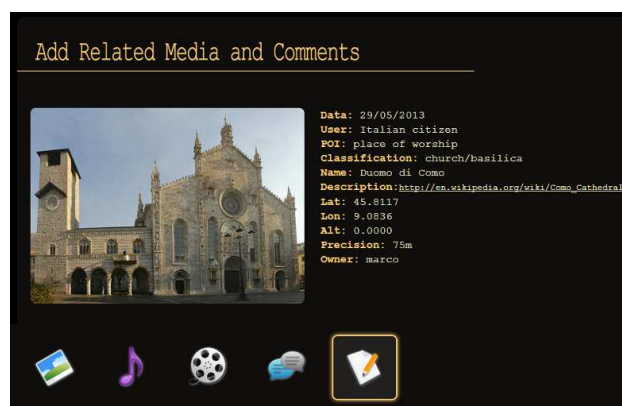 Add Related Media and Comments
Data: 29/05/2013
User: Italian citizen
POI: place of worship
Classification: church/basilica
Name: Duomo di Como
Description:http://en.wikipedia.org/wiki/Como_Cathedral
Lat: 45.8117
Lon: 9.0836
Alt: 0.0000
Precision: 75m
Owner: marco